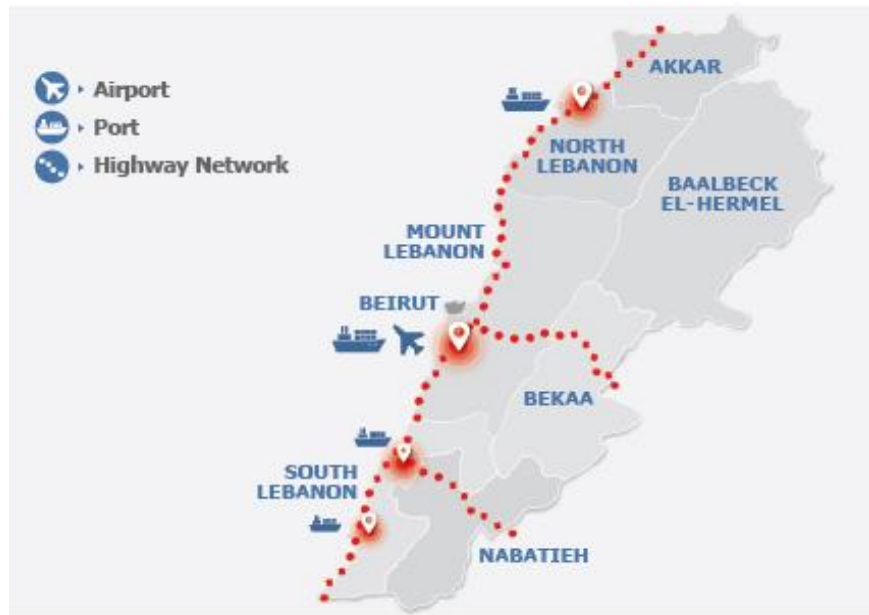 Airport
Port
Highway Network
AKKAR
NORTH
LEBANON
BAALBECK
EL-HERMEL
MOUNT
LEBANON
BEIRUT
BEKAA
SOUTH
LEBANON
NABATIEH